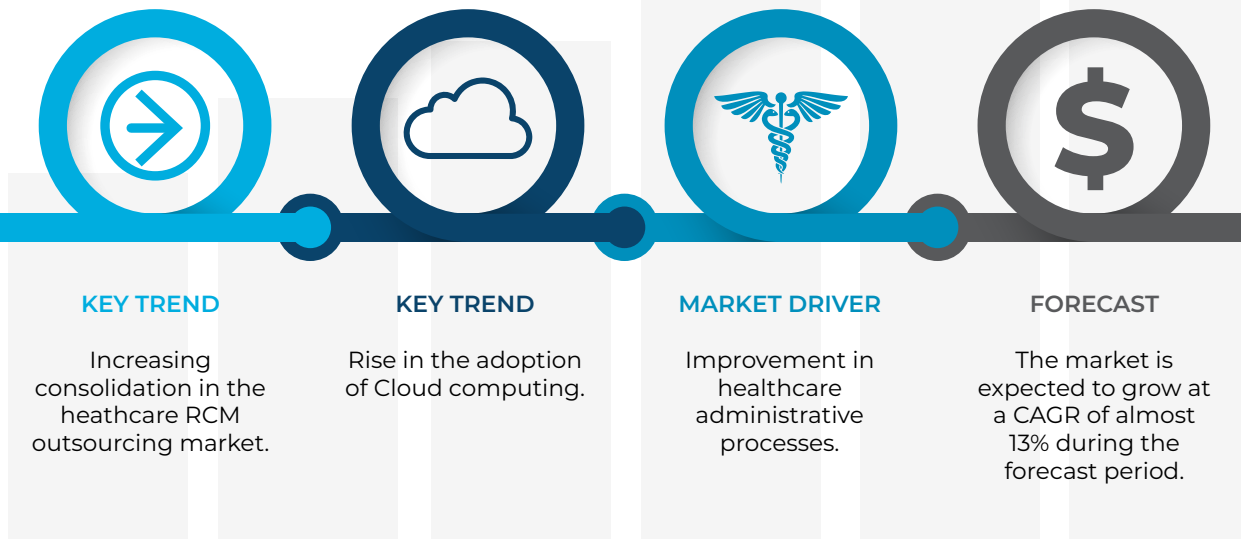 KEY TREND
Increasing
consolidation in the
heathcare RCM
outsourcing market.
KEY TREND
Rise in the adoption
of Cloud computing.
MARKET DRIVER
Improvement in
healthcare
administrative
processes.
FORECAST
The market is
expected to grow at
a CAGR of almost
13% during the
forecast period.